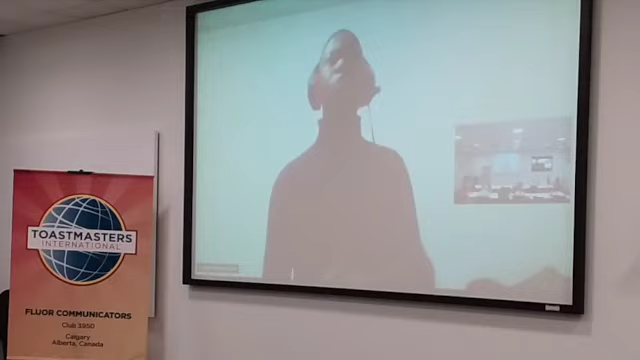 TOASTMASTERS
INTERNATIONAL
FLUOR COMMUNICATORS
Club 3950
Calgary
Alberta, Canada